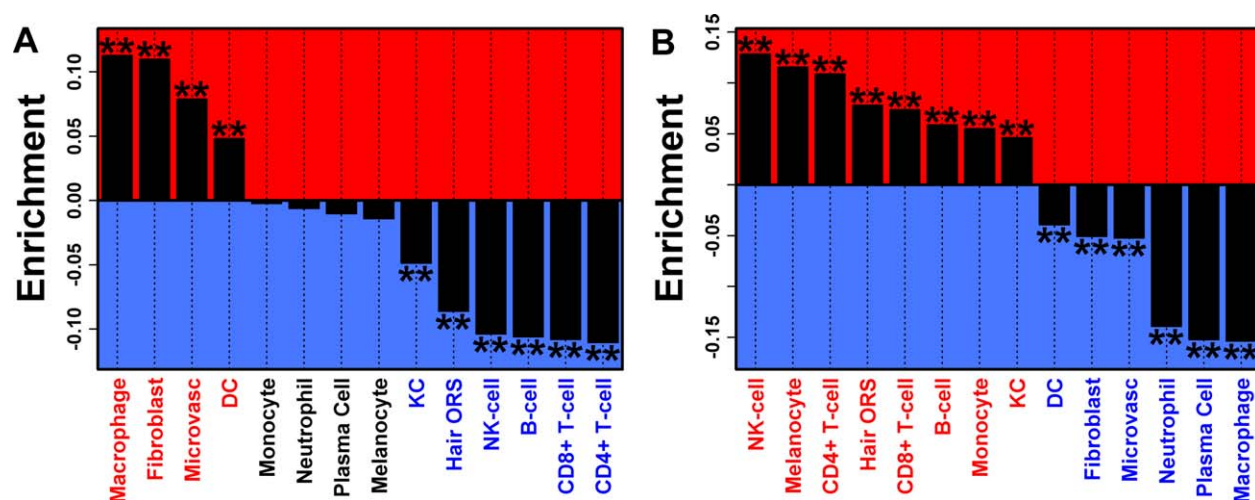 A
Enrichment
0.10
0.05
0.00
-0.05
-0.10
** ** ** ** ** ** ** ** ** **
Macrophage
Fibroblast
Microvasc
DC
Monocyte
Neutrophil
Plasma Cell
Melanocyte
KC
Hair ORS
NK-cell
B-cell
CD8+ T-cell
CD4+ T-cell
B
Enrichment
0.15
0.05
-0.05
-0.15
** ** ** ** ** ** ** ** ** ** ** ** ** **
NK-cell
Melanocyte
CD4+ T-cell
Hair ORS
CD8+ T-cell
B-cell
Monocyte
KC
DC
Fibroblast
Microvasc
Neutrophil
Plasma Cell
Macrophage